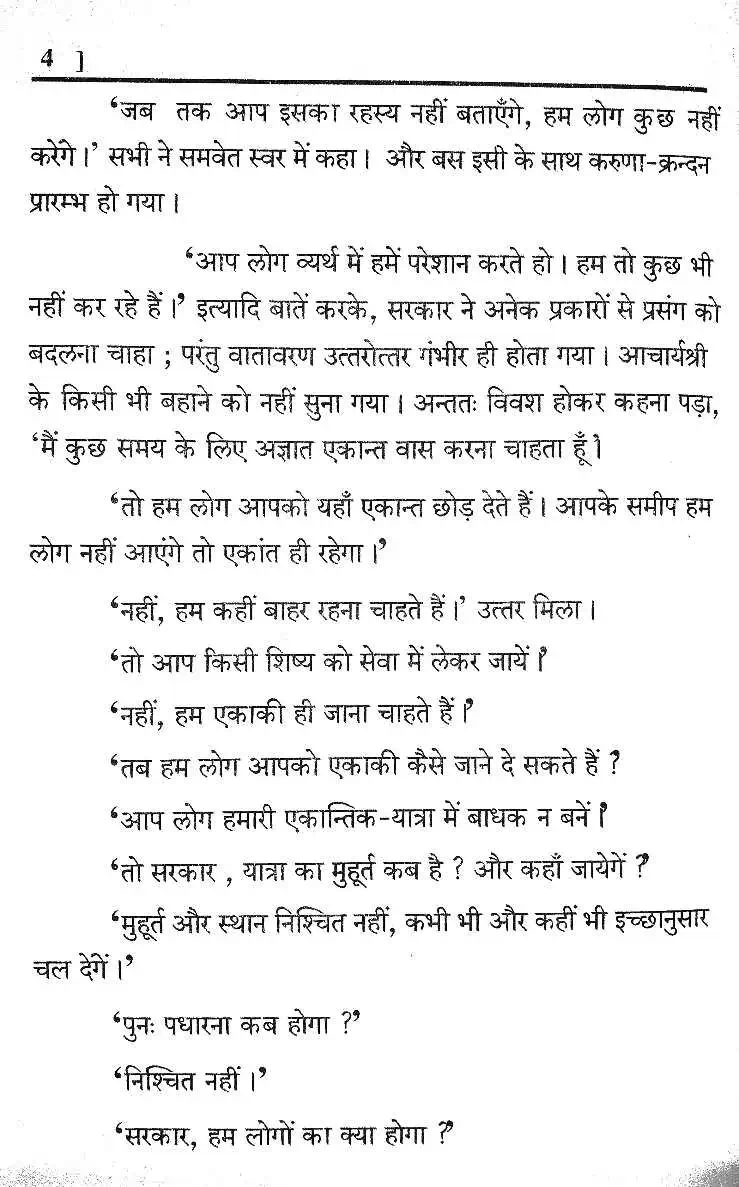 4 ]
‘जब तक आप इसका रहस्य नहीं बताएँगे, हम लोग कुछ नहीं
करेंगे।’ सभी ने समवेत स्वर में कहा। और बस इसी के साथ करुणा-क्रन्दन
प्रारम्भ हो गया।
‘आप लोग व्यर्थ में हमें परेशान करते हो। हम तो कुछ भी
नहीं कर रहे हैं।’ इत्यादि बातें करके, सरकार ने अनेक प्रकारों से प्रसंग को
बदलना चाहा ; परंतु वातावरण उत्तरोत्तर गंभीर ही होता गया। आचार्यश्री
के किसी भी बहाने को नहीं सुना गया। अन्ततः विवश होकर कहना पड़ा,
‘मैं कुछ समय के लिए अज्ञात एकान्त वास करना चाहता हूँ।
‘तो हम लोग आपको यहाँ एकान्त छोड़ देते हैं। आपके समीप हम
लोग नहीं आएंगे तो एकांत ही रहेगा।’
‘नहीं, हम कहीं बाहर रहना चाहते हैं।’ उत्तर मिला।
‘तो आप किसी शिष्य को सेवा में लेकर जायें।’
‘नहीं, हम एकाकी ही जाना चाहते हैं।’
‘तब हम लोग आपको एकाकी कैसे जाने दे सकते हैं ?
‘आप लोग हमारी एकान्तिक-यात्रा में बाधक न बनें।’
‘तो सरकार , यात्रा का मुहूर्त कब है ? और कहाँ जायेगें ?’
‘मुहूर्त और स्थान निश्चित नहीं, कभी भी और कहीं भी इच्छानुसार
चल देगें।’
‘पुनः पधारना कब होगा ?’
‘निश्चित नहीं।’
‘सरकार, हम लोगों का क्या होगा ?’